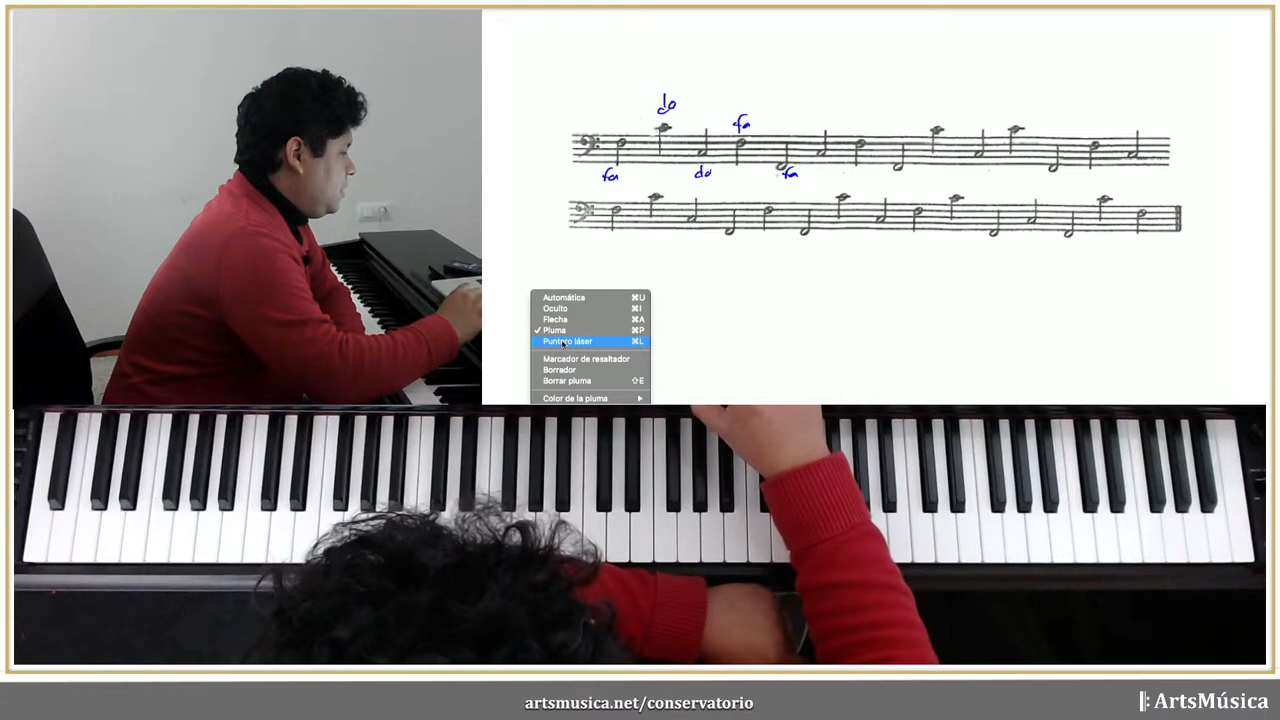 do
fa
fa
do
fa
Automática ⌘U
Oculto ⌘I
Flecha ⌘A
✓ Pluma ⌘P
Puntero láser ⌘L
Marcador de resaltador
Borrador
Borrar pluma ⇧E
Color de la pluma ▶
artsmusica.net/conservatorio
ArtsMúsica